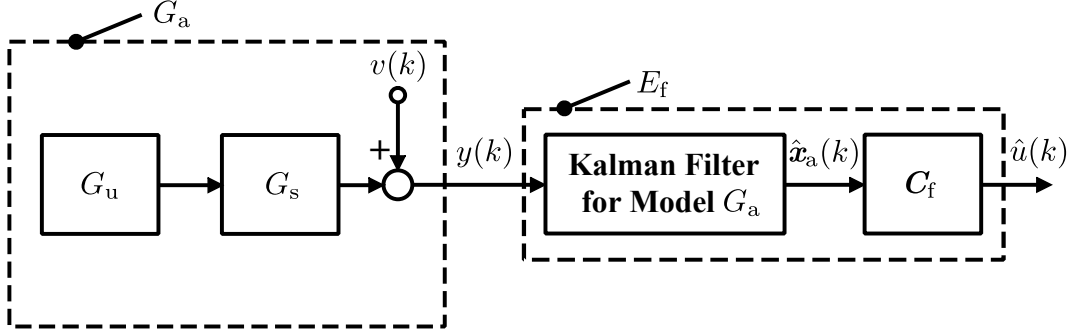 G_a
v(k)
E_f
+
y(k)
x̂_a(k)
û(k)
G_u
G_s
Kalman Filter
for Model G_a
C_f